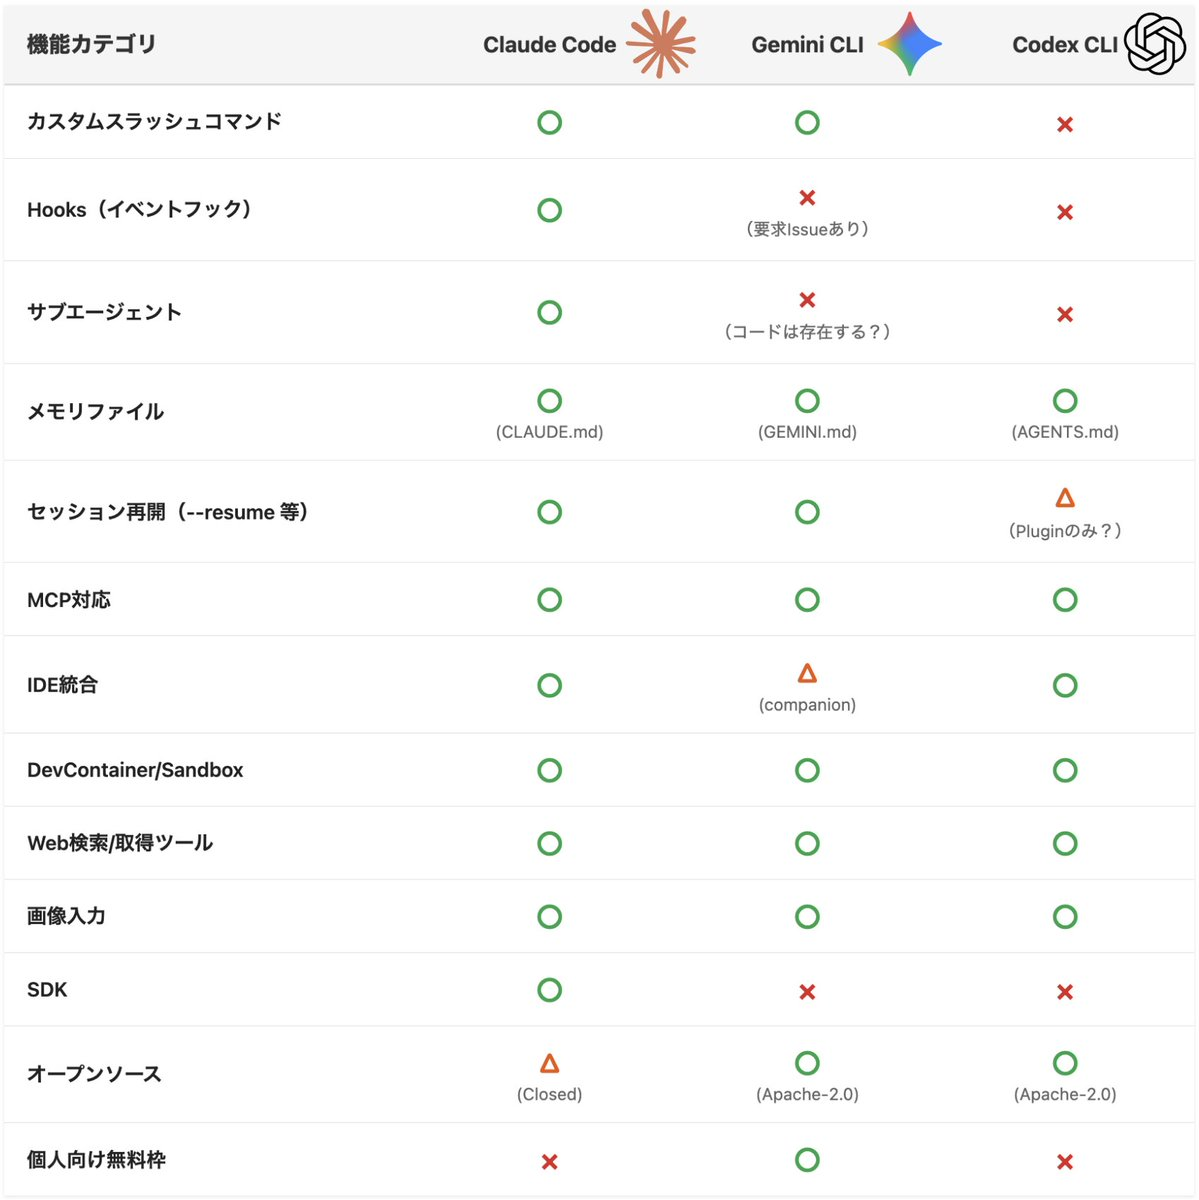 機能カテゴリ Claude Code Gemini CLI Codex CLI
カスタムスラッシュコマンド ○ ○ ×
Hooks（イベントフック） ○ × ×
（要求Issueあり）
サブエージェント ○ × ×
（コードは存在する？）
メモリファイル ○ ○ ○
(CLAUDE.md) (GEMINI.md) (AGENTS.md)
セッション再開（--resume 等） ○ ○ △
（Pluginのみ？）
MCP対応 ○ ○ ○
IDE統合 ○ △ ○
(companion)
DevContainer/Sandbox ○ ○ ○
Web検索/取得ツール ○ ○ ○
画像入力 ○ ○ ○
SDK ○ × ×
オープンソース △ ○ ○
(Closed) (Apache-2.0) (Apache-2.0)
個人向け無料枠 × ○ ×